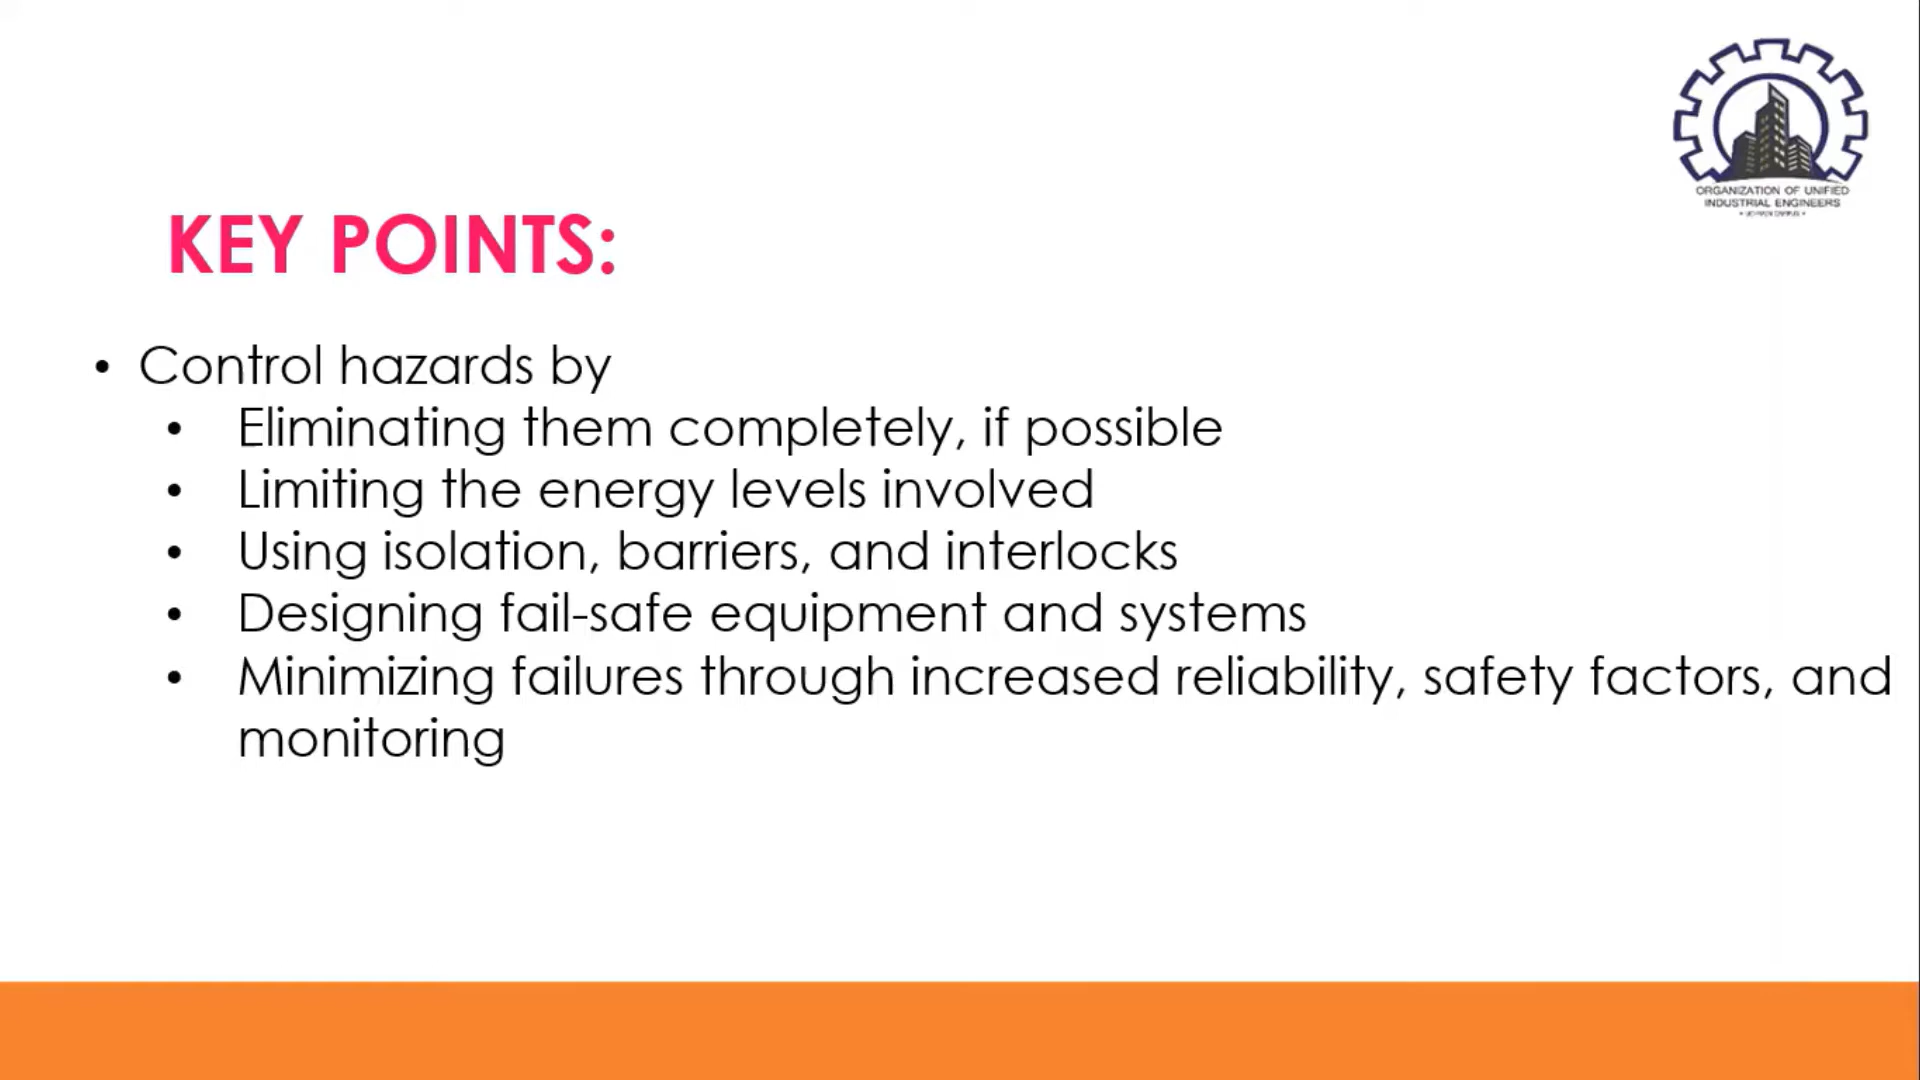 ORGANIZATION OF UNIFIED
INDUSTRIAL ENGINEERS
KEY POINTS:
• Control hazards by
• Eliminating them completely, if possible
• Limiting the energy levels involved
• Using isolation, barriers, and interlocks
• Designing fail-safe equipment and systems
• Minimizing failures through increased reliability, safety factors, and
monitoring